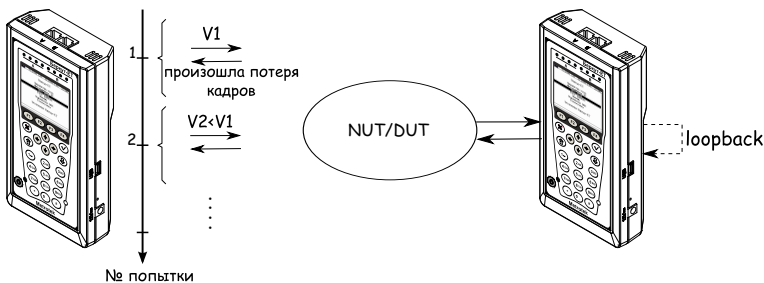 V1
1
произошла потеря
кадров
V2<V1
2
NUT/DUT
loopback
№ попытки